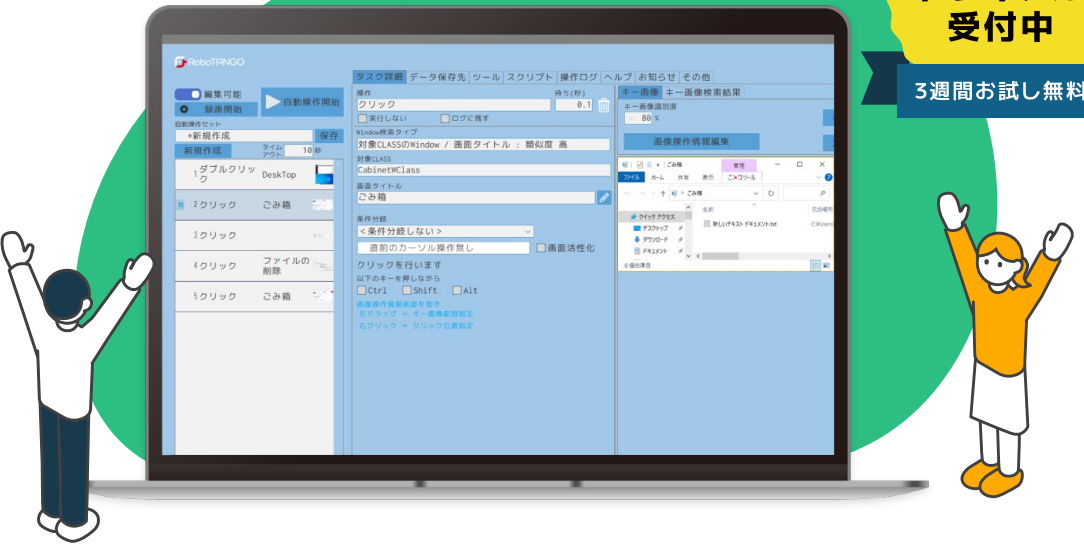 受付中
3週間お試し無料
RoboTANGO
編集可能
録画開始
自動操作開始
自動操作セット
*新規作成
保存
新規作成
タイムアウト 10 秒
1 ダブルクリック DeskTop
2 クリック ごみ箱
3 クリック
4 クリック ファイルの削除
5 クリック ごみ箱
タスク詳細 データ保存先 ツール スクリプト 操作ログ ヘルプ お知らせ その他
操作 待ち(秒)
クリック 0.1
実行しない ログに残す
Window検索タイプ
対象CLASSのWindow / 画面タイトル : 類似度 高
対象CLASS
CabinetWClass
画面タイトル
ごみ箱
条件分岐
<条件分岐しない>
直前のカーソル操作無し 画面活性化
クリックを行います
以下のキーを押しながら
Ctrl Shift Alt
画像操作情報画面を開き
左ドラッグ → キー画像範囲指定
右クリック → クリック位置指定
キー画像 キー画像検索結果
キー画像識別度
80 %
画像操作情報編集
ごみ箱 管理
ファイル ホーム 共有 表示 ごみ箱ツール
ごみ箱
クイック アクセス
デスクトップ
ダウンロード
ドキュメント
名前 元の場所
新しいテキスト ドキュメント.txt C:¥Users
0 個の項目